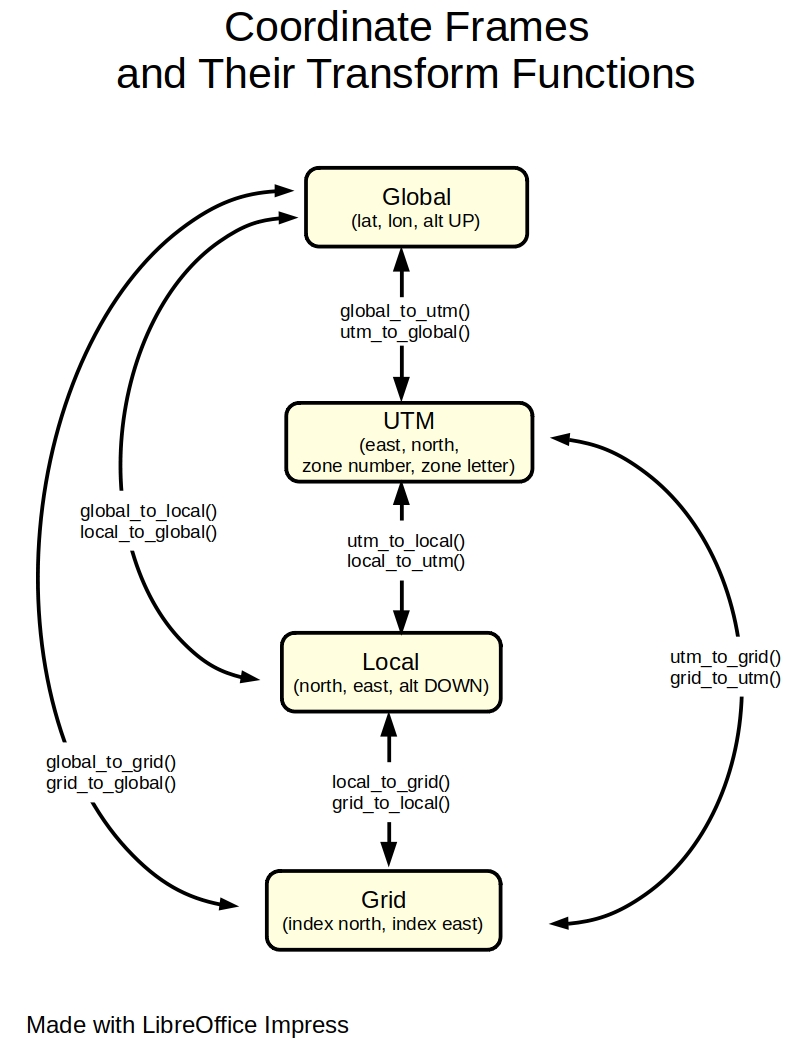 Coordinate Frames
and Their Transform Functions
Global
(lat, lon, alt UP)
global_to_utm()
utm_to_global()
UTM
(east, north,
zone number, zone letter)
global_to_local()
local_to_global()
utm_to_local()
local_to_utm()
Local
(north, east, alt DOWN)
utm_to_grid()
grid_to_utm()
global_to_grid()
grid_to_global()
local_to_grid()
grid_to_local()
Grid
(index north, index east)
Made with LibreOffice Impress